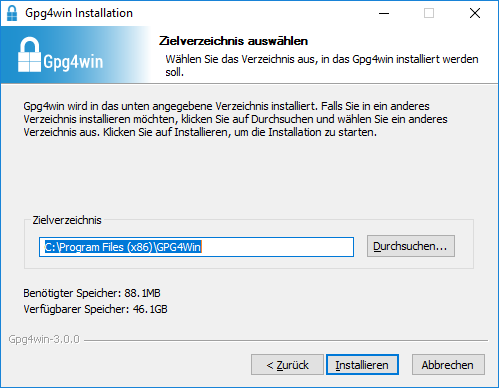 Gpg4win Installation
Gpg4win
Zielverzeichnis auswählen
Wählen Sie das Verzeichnis aus, in das Gpg4win installiert werden
soll.
Gpg4win wird in das unten angegebene Verzeichnis installiert. Falls Sie in ein anderes
Verzeichnis installieren möchten, klicken Sie auf Durchsuchen und wählen Sie ein anderes
Verzeichnis aus. Klicken Sie auf Installieren, um die Installation zu starten.
Zielverzeichnis
C:\Program Files (x86)\GPG4Win
Durchsuchen...
Benötigter Speicher: 88.1MB
Verfügbarer Speicher: 46.1GB
Gpg4win-3.0.0
< Zurück
Installieren
Abbrechen